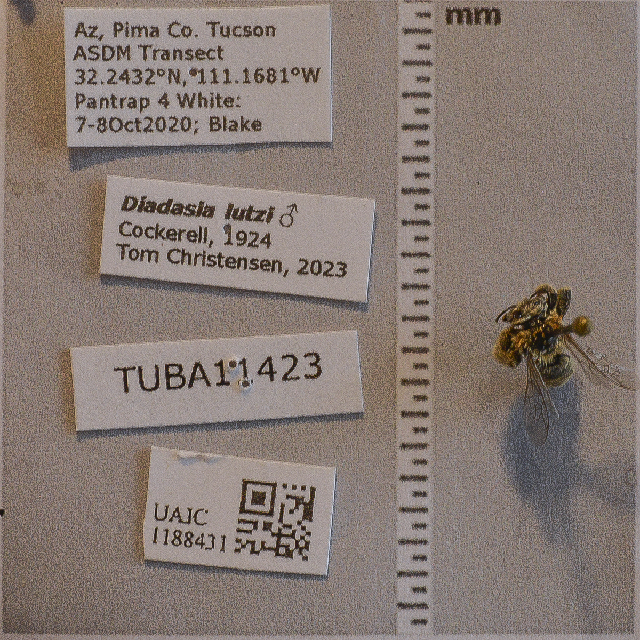 mm
Az, Pima Co. Tucson
ASDM Transect
32.2432°N, 111.1681°W
Pantrap 4 White:
7-8Oct2020; Blake
Diadasia lutzi ♂
Cockerell, 1924
Tom Christensen, 2023
TUBA11423
UAIC
1188431